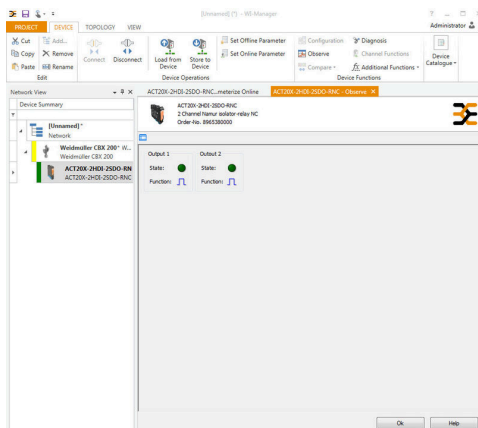 [Unnamed] (*) - WI-Manager
PROJECT DEVICE TOPOLOGY VIEW
Administrator
Cut Add...
Copy Remove
Paste Rename
Edit
Connect Disconnect
Load from Device
Store to Device
Set Offline Parameter
Set Online Parameter
Device Operations
Configuration Diagnosis
Observe Channel Functions
Compare Additional Functions
Device Functions
Device Catalogue
Network View
Device Summary
[Unnamed]*
Network
Weidmuller CBX 200* W...
Weidmüller CBX 200
ACT20X-2HDI-2SDO-RN
ACT20X-2HDI-2SDO-RNC
ACT20X-2HDI-2SDO-RNC...meterize Online
ACT20X-2HDI-2SDO-RNC - Observe
ACT20X-2HDI-2SDO-RNC
2 Channel Namur isolator-relay NC
Order-No. 8965380000
Output 1 Output 2
State: State:
Function: Function:
Ok Help